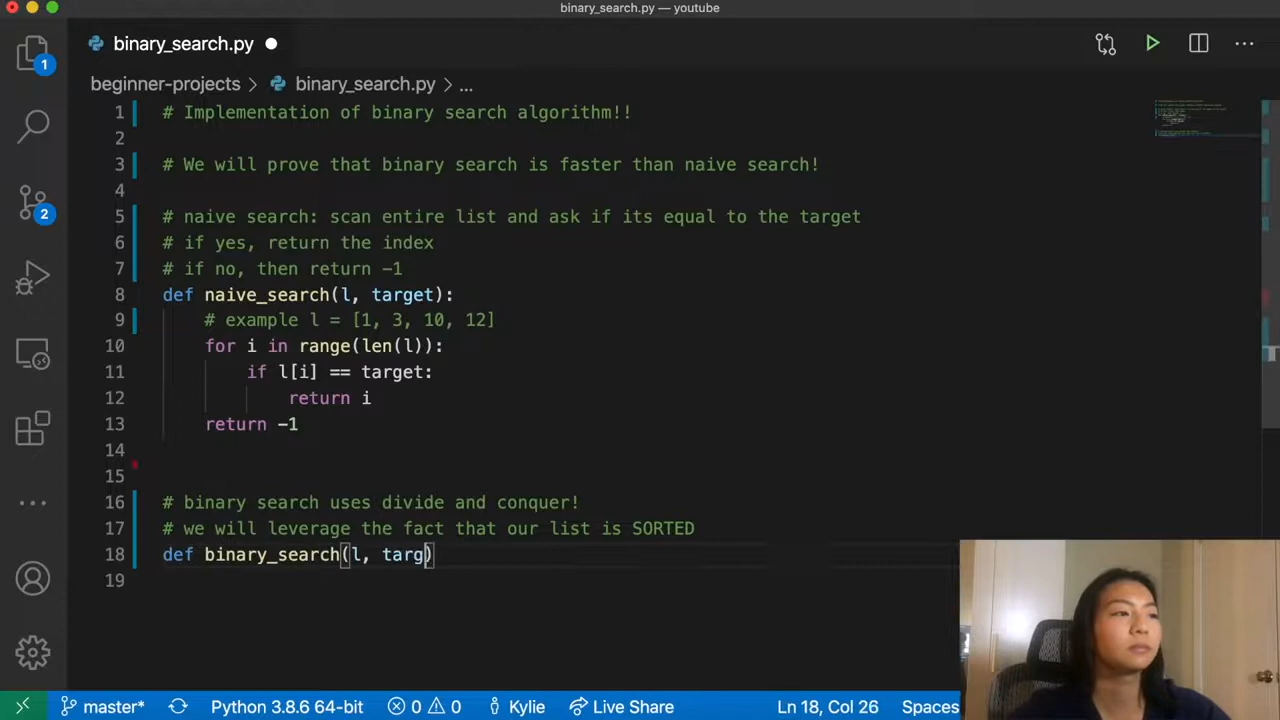 binary_search.py — youtube
binary_search.py
beginner-projects > binary_search.py > ...
1 # Implementation of binary search algorithm!!
2
3 # We will prove that binary search is faster than naive search!
4
5 # naive search: scan entire list and ask if its equal to the target
6 # if yes, return the index
7 # if no, then return -1
8 def naive_search(l, target):
9 # example l = [1, 3, 10, 12]
10 for i in range(len(l)):
11 if l[i] == target:
12 return i
13 return -1
14
15
16 # binary search uses divide and conquer!
17 # we will leverage the fact that our list is SORTED
18 def binary_search(l, targ)
19
1
2
master* Python 3.8.6 64-bit 0 0 Kylie Live Share Ln 18, Col 26 Spaces